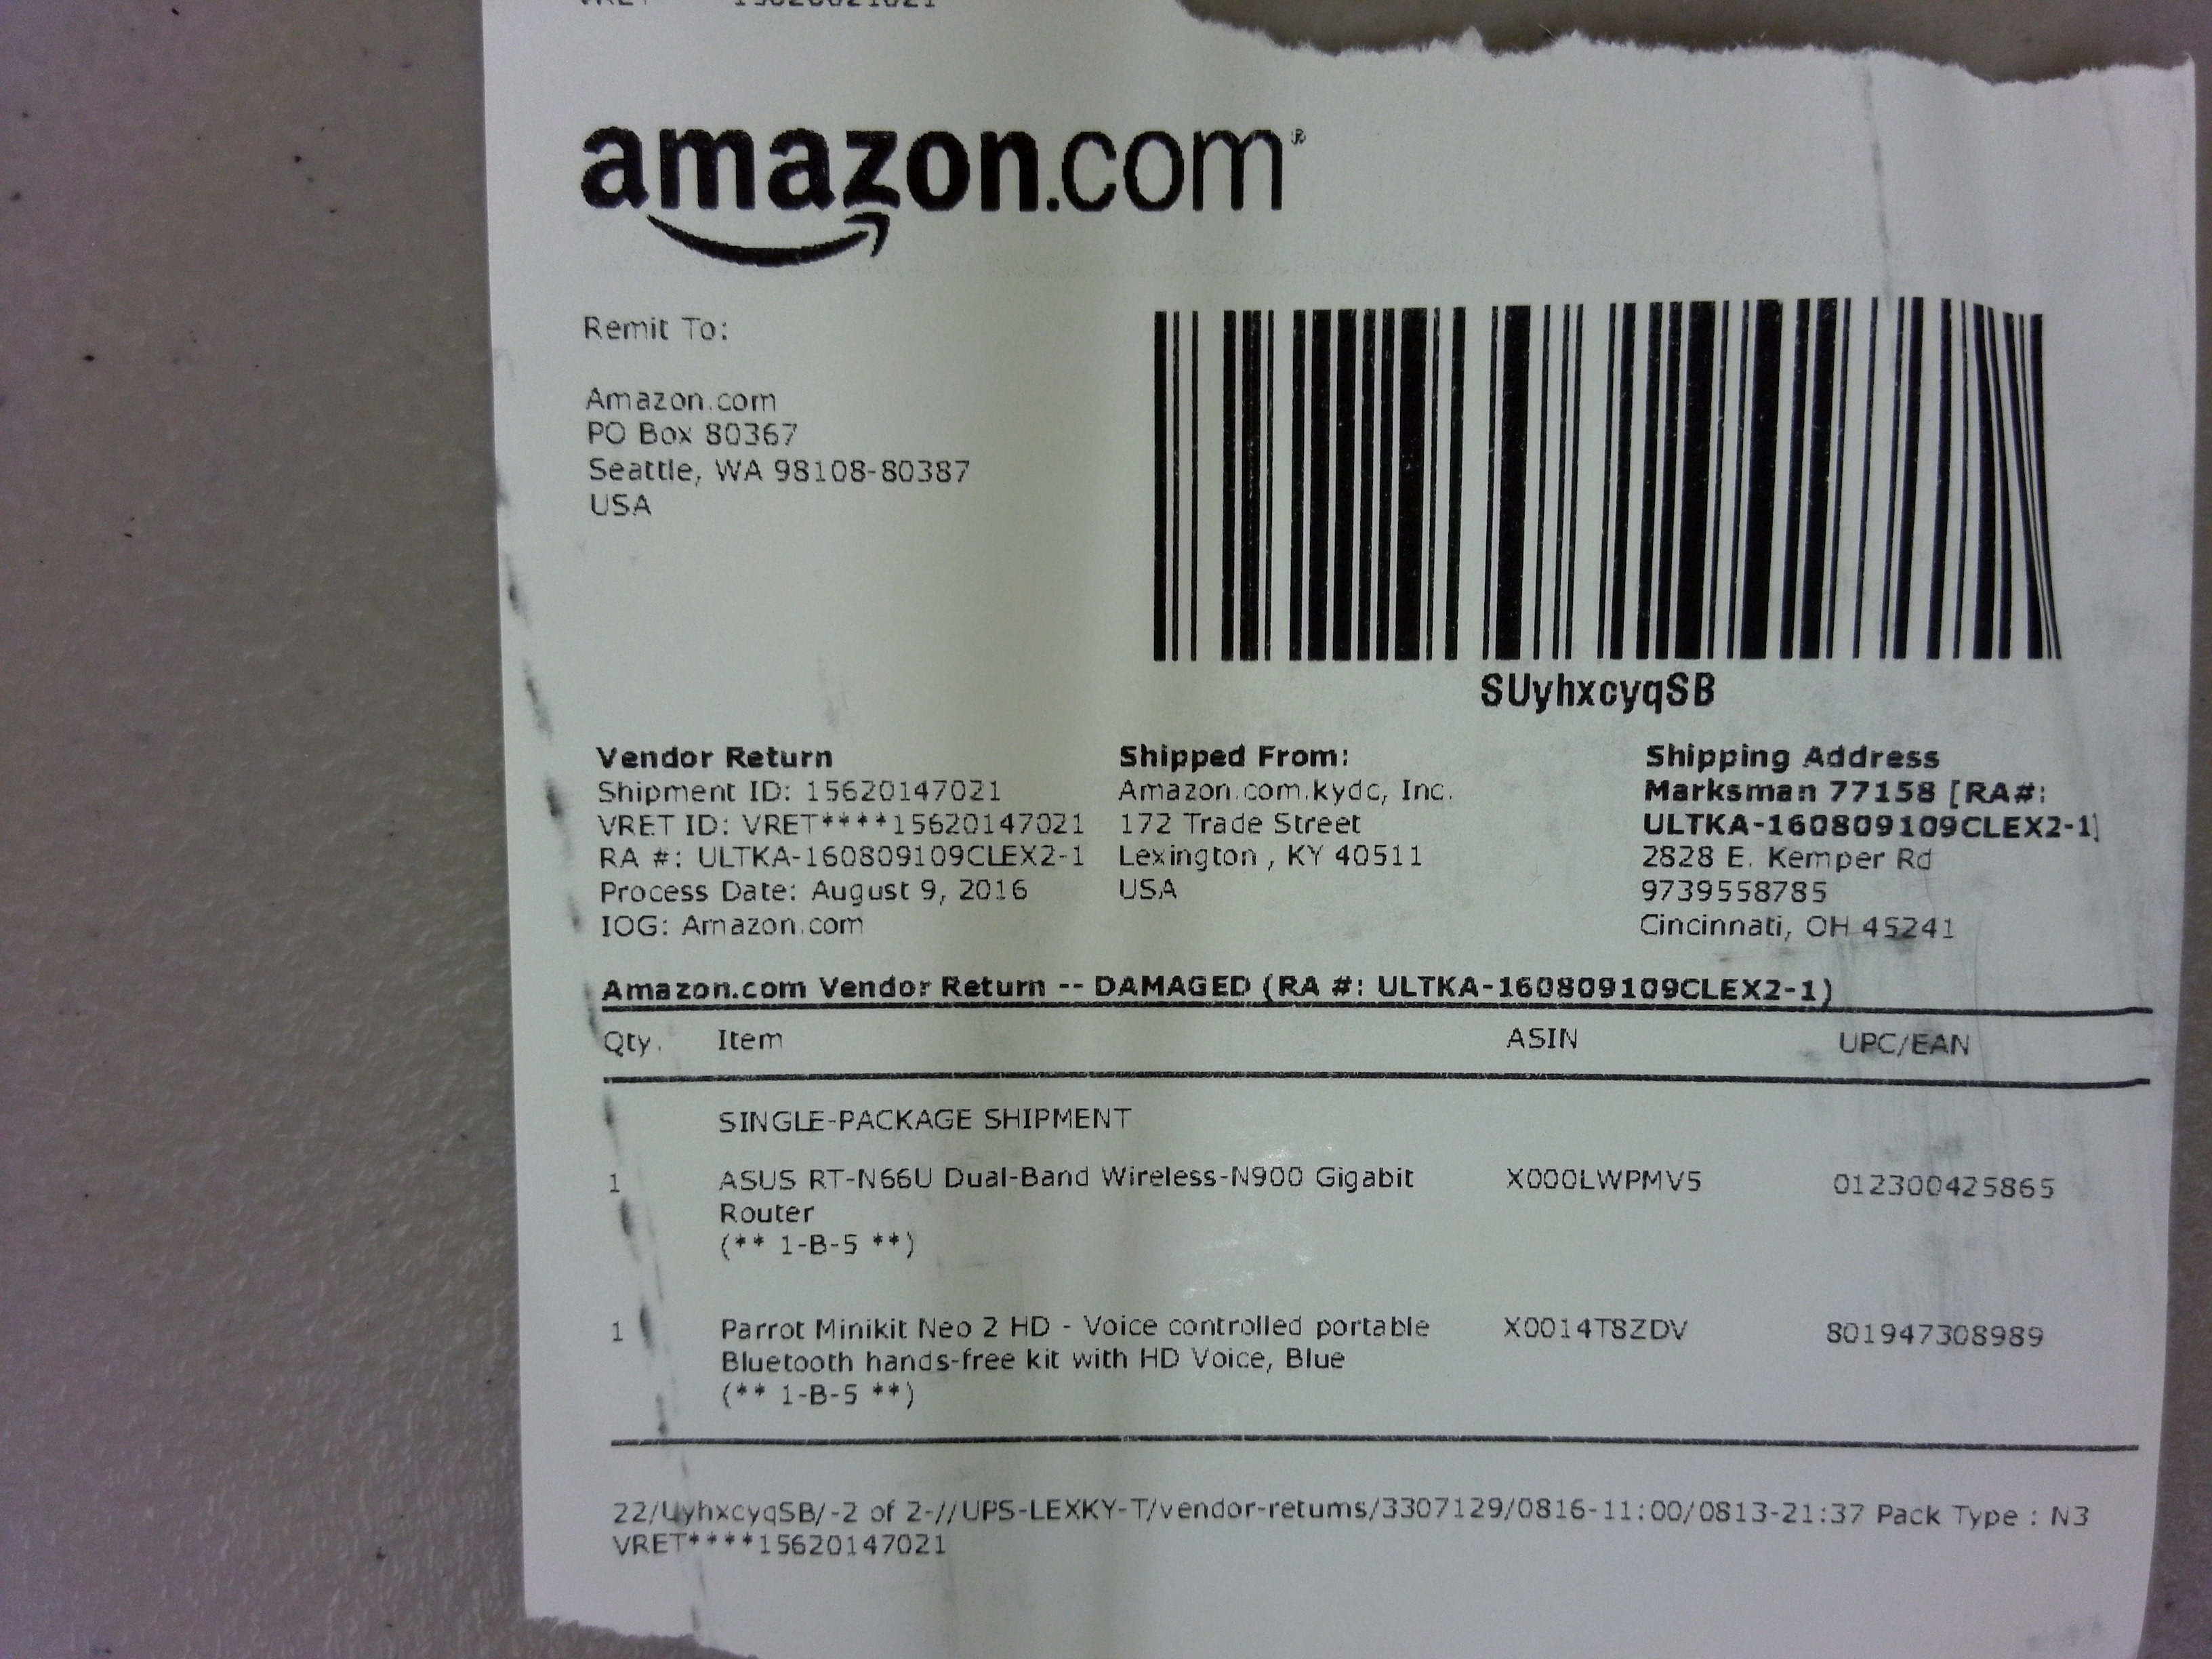 amazon.com®
Remit To:
Amazon.com
PO Box 80367
Seattle, WA 98108-80387
USA
SUyhxcyqSB
Vendor Return
Shipment ID: 15620147021
VRET ID: VRET****15620147021
RA #: ULTKA-160809109CLEX2-1
Process Date: August 9, 2016
IOG: Amazon.com
Shipped From:
Amazon.com.kydc, Inc.
172 Trade Street
Lexington , KY 40511
USA
Shipping Address
Marksman 77158 [RA#:
ULTKA-160809109CLEX2-1]
2828 E. Kemper Rd
9739558785
Cincinnati, OH 45241
Amazon.com Vendor Return -- DAMAGED (RA #: ULTKA-160809109CLEX2-1)
Qty. Item ASIN UPC/EAN
SINGLE-PACKAGE SHIPMENT
1 ASUS RT-N66U Dual-Band Wireless-N900 Gigabit X000LWPMV5 012300425865
Router
(** 1-B-5 **)
1 Parrot Minikit Neo 2 HD - Voice controlled portable X0014T8ZDV 801947308989
Bluetooth hands-free kit with HD Voice, Blue
(** 1-B-5 **)
22/UyhxcyqSB/-2 of 2-//UPS-LEXKY-T/vendor-returns/3307129/0816-11:00/0813-21:37 Pack Type : N3
VRET****15620147021